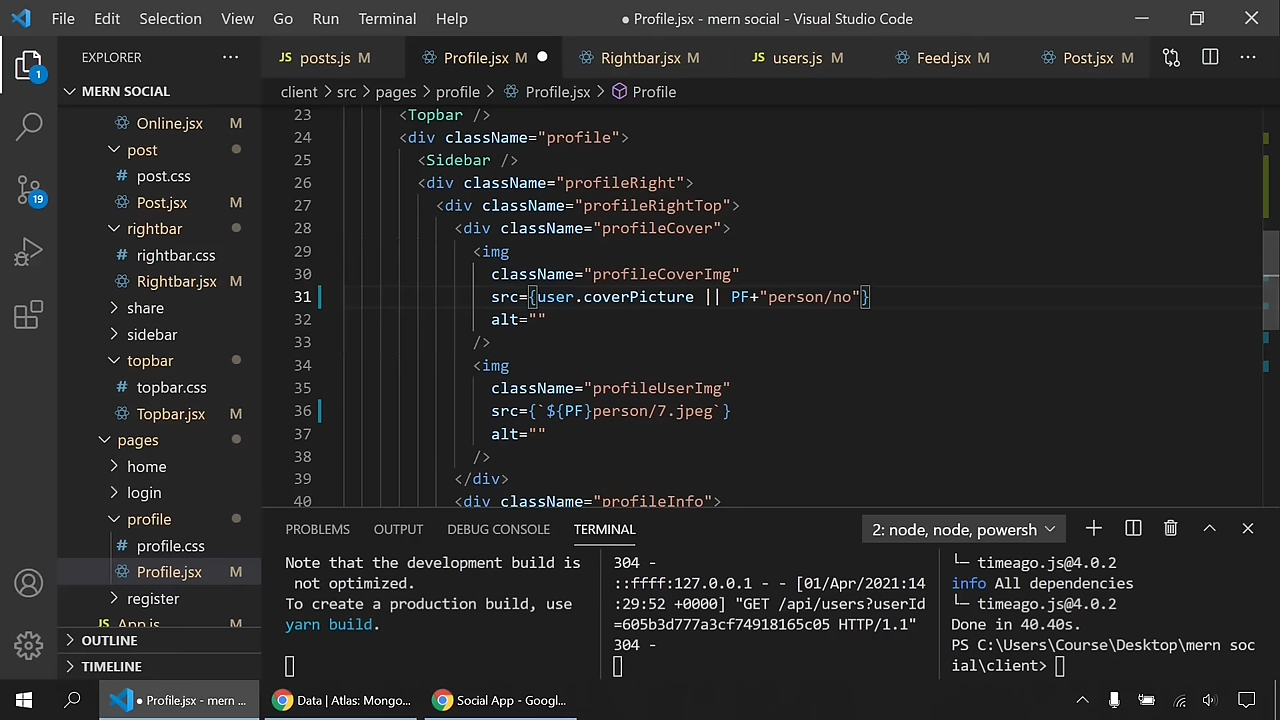 File Edit Selection View Go Run Terminal Help ● Profile.jsx - mern social - Visual Studio Code
EXPLORER ···
posts.js M Profile.jsx M Rightbar.jsx M users.js M Feed.jsx M Post.jsx M
MERN SOCIAL
client > src > pages > profile > Profile.jsx > Profile
Online.jsx M
post
post.css
Post.jsx M
rightbar
rightbar.css
Rightbar.jsx M
share
sidebar
topbar
topbar.css
Topbar.jsx M
pages
home
login
profile
profile.css
Profile.jsx M
register
App.js M
OUTLINE
TIMELINE
1
19
23 <Topbar />
24 <div className="profile">
25 <Sidebar />
26 <div className="profileRight">
27 <div className="profileRightTop">
28 <div className="profileCover">
29 <img
30 className="profileCoverImg"
31 src={user.coverPicture || PF+"person/no"}
32 alt=""
33 />
34 <img
35 className="profileUserImg"
36 src={`${PF}person/7.jpeg`}
37 alt=""
38 />
39 </div>
40 <div className="profileInfo">
PROBLEMS OUTPUT DEBUG CONSOLE TERMINAL 2: node, node, powersh
Note that the development build is
not optimized.
To create a production build, use
yarn build.
304 -
::ffff:127.0.0.1 - - [01/Apr/2021:14
:29:52 +0000] "GET /api/users?userId
=605b3d777a3cf74918165c05 HTTP/1.1"
304 -
└─ timeago.js@4.0.2
info All dependencies
└─ timeago.js@4.0.2
Done in 40.40s.
PS C:\Users\Course\Desktop\mern soc
ial\client>
● Profile.jsx - mern ... Data | Atlas: Mongo... Social App - Googl...